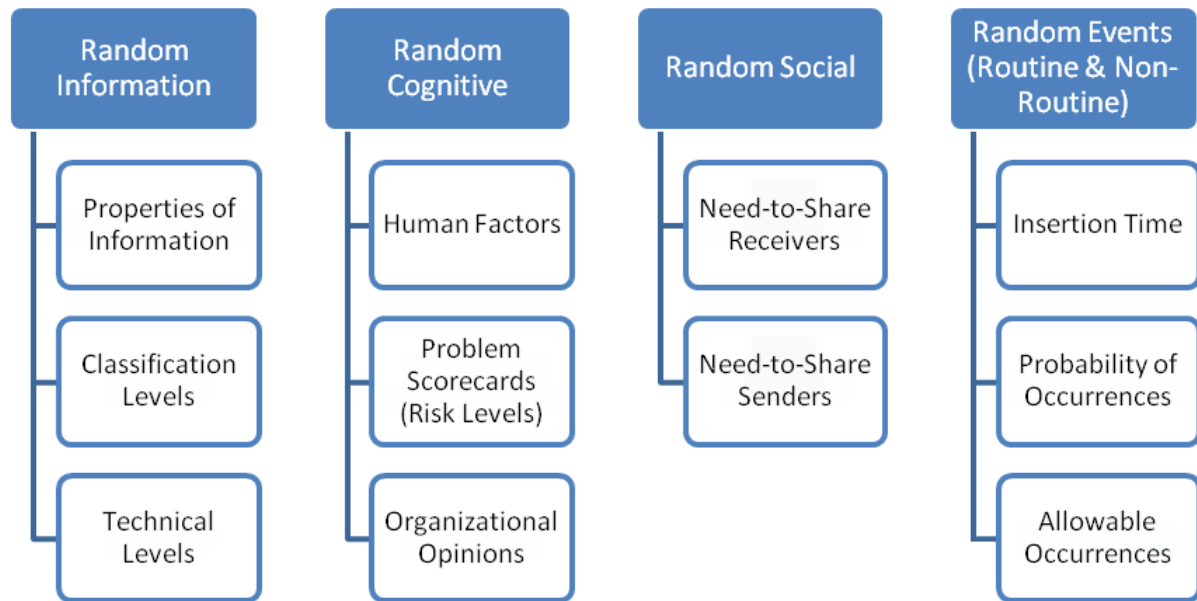 Random
Information
Properties of
Information
Classification
Levels
Technical
Levels
Random
Cognitive
Human Factors
Problem
Scorecards
(Risk Levels)
Organizational
Opinions
Random Social
Need-to-Share
Receivers
Need-to-Share
Senders
Random Events
(Routine & Non-
Routine)
Insertion Time
Probability of
Occurrences
Allowable
Occurrences